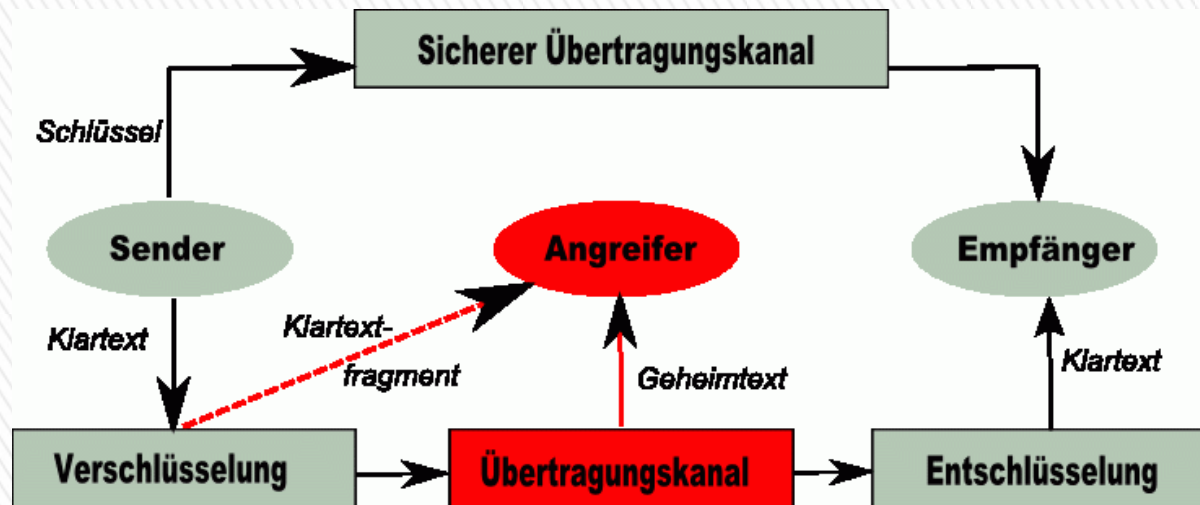 Sicherer Übertragungskanal
Schlüssel
Sender
Angreifer
Empfänger
Klartext
Klartext-
fragment
Geheimtext
Klartext
Verschlüsselung
Übertragungskanal
Entschlüsselung